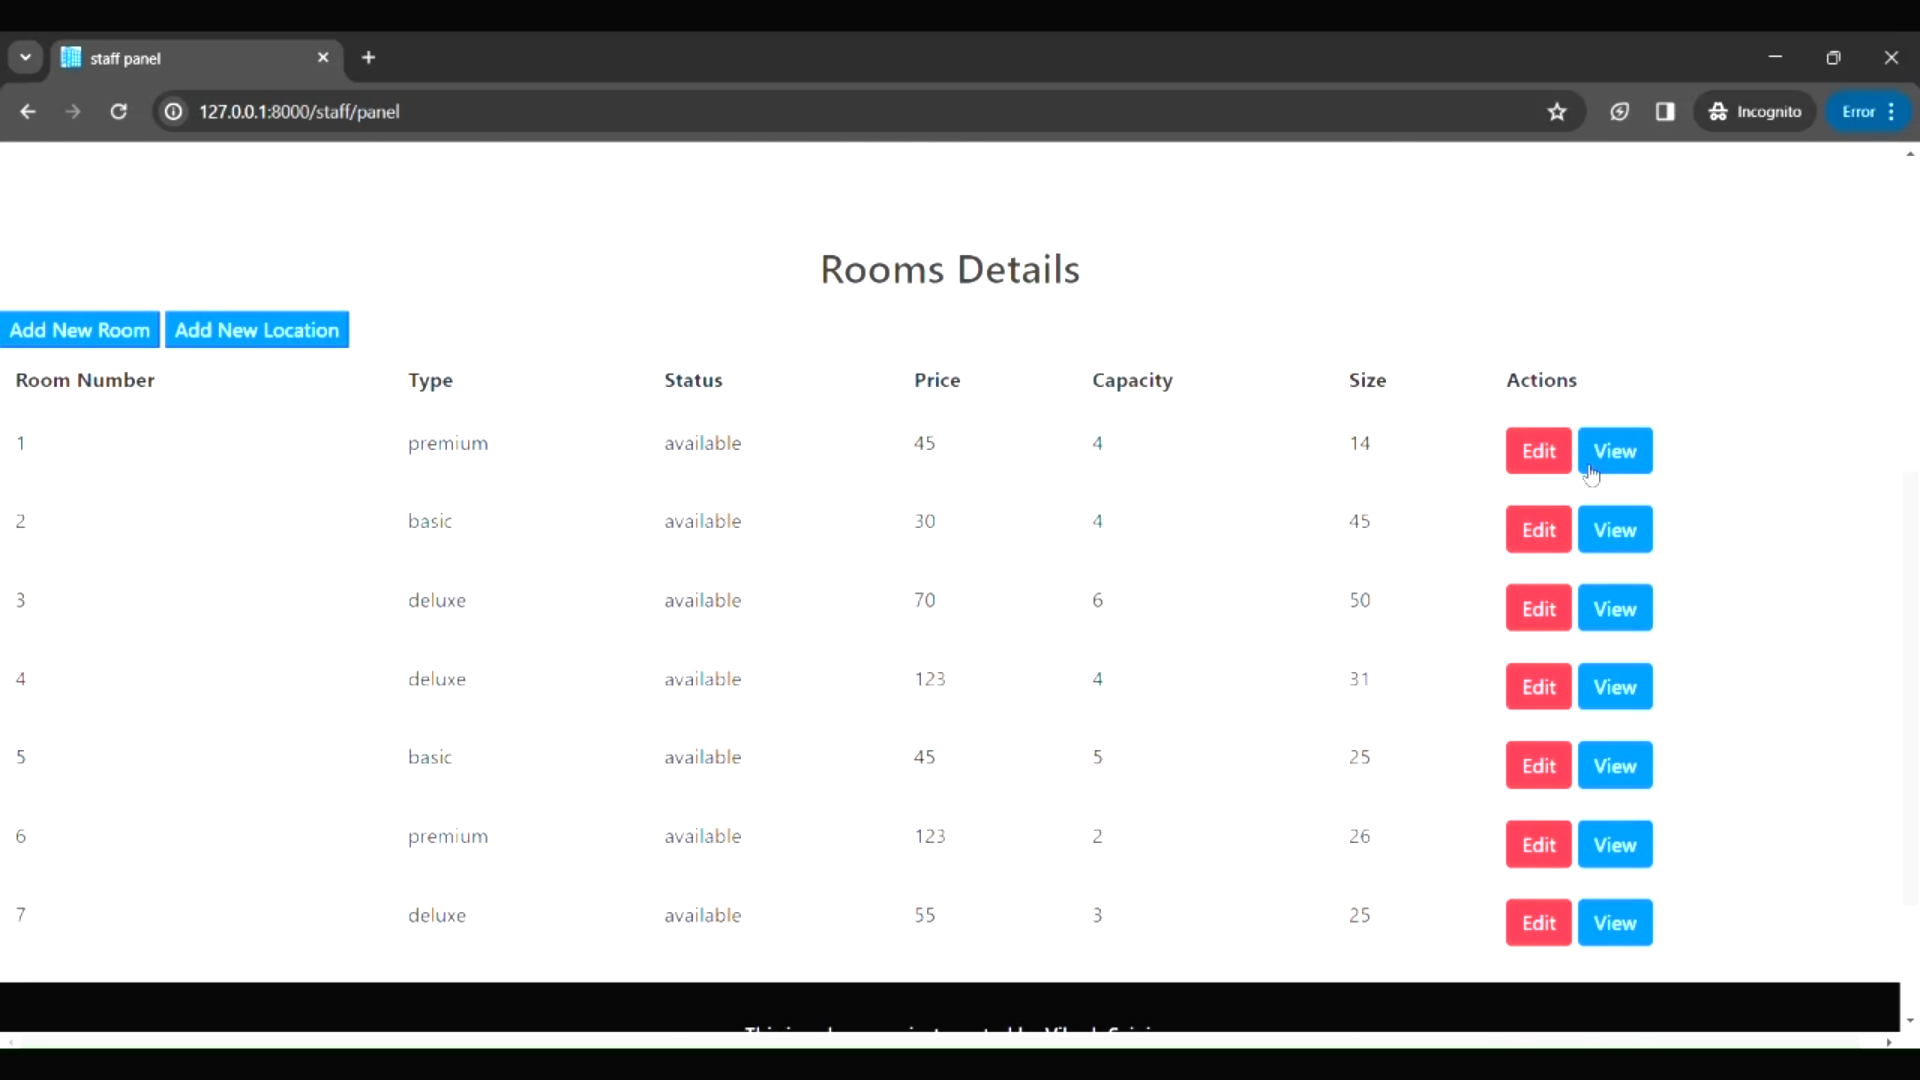 staff panel
127.0.0.1:8000/staff/panel
Incognito
Error
Rooms Details
Add New Room Add New Location
Room Number Type Status Price Capacity Size Actions
1 premium available 45 4 14 Edit View
2 basic available 30 4 45 Edit View
3 deluxe available 70 6 50 Edit View
4 deluxe available 123 4 31 Edit View
5 basic available 45 5 25 Edit View
6 premium available 123 2 26 Edit View
7 deluxe available 55 3 25 Edit View